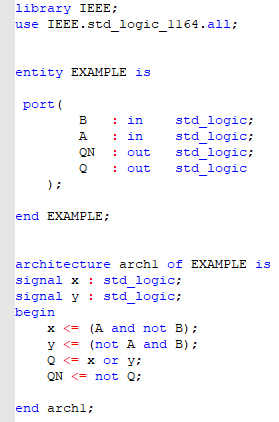 library IEEE;
use IEEE.std_logic_1164.all;
entity EXAMPLE is
port(
B : in std_logic;
A : in std_logic;
QN : out std_logic;
Q : out std_logic
);
end EXAMPLE;
architecture arch1 of EXAMPLE is
signal x : std_logic;
signal y : std_logic;
begin
x <= (A and not B);
y <= (not A and B);
Q <= x or y;
QN <= not Q;
end arch1;